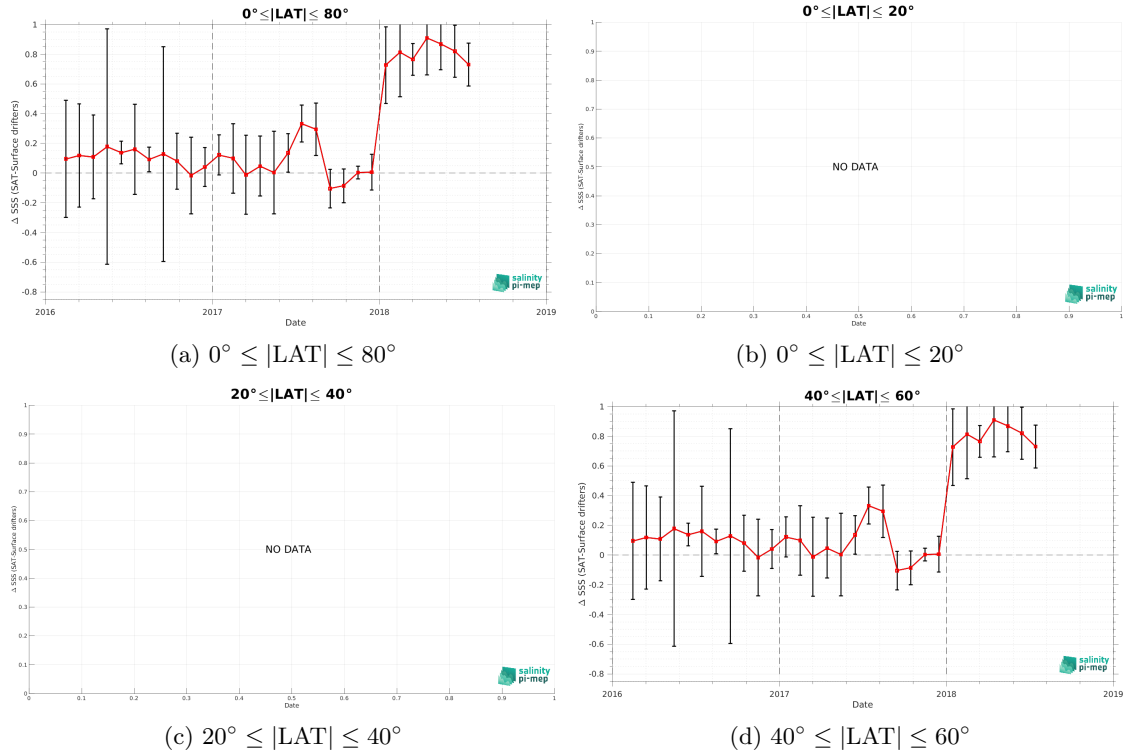 0°≤|LAT|≤ 80°
Δ SSS (SAT-Surface drifters)
1
0.8
0.6
0.4
0.2
0
-0.2
-0.4
-0.6
-0.8
2016 2017 2018 2019
Date
salinity
pi-mep
(a) 0° ≤ |LAT| ≤ 80°
0°≤|LAT|≤ 20°
Δ SSS (SAT-Surface drifters)
1
0.9
0.8
0.7
0.6
0.5
0.4
0.3
0.2
0.1
0
NO DATA
0 0.1 0.2 0.3 0.4 0.5 0.6 0.7 0.8 0.9 1
Date
salinity
pi-mep
(b) 0° ≤ |LAT| ≤ 20°
20°≤|LAT|≤ 40°
Δ SSS (SAT-Surface drifters)
1
0.9
0.8
0.7
0.6
0.5
0.4
0.3
0.2
0.1
0
NO DATA
0 0.1 0.2 0.3 0.4 0.5 0.6 0.7 0.8 0.9 1
Date
salinity
pi-mep
(c) 20° ≤ |LAT| ≤ 40°
40°≤|LAT|≤ 60°
Δ SSS (SAT-Surface drifters)
1
0.8
0.6
0.4
0.2
0
-0.2
-0.4
-0.6
-0.8
2016 2017 2018 2019
Date
salinity
pi-mep
(d) 40° ≤ |LAT| ≤ 60°